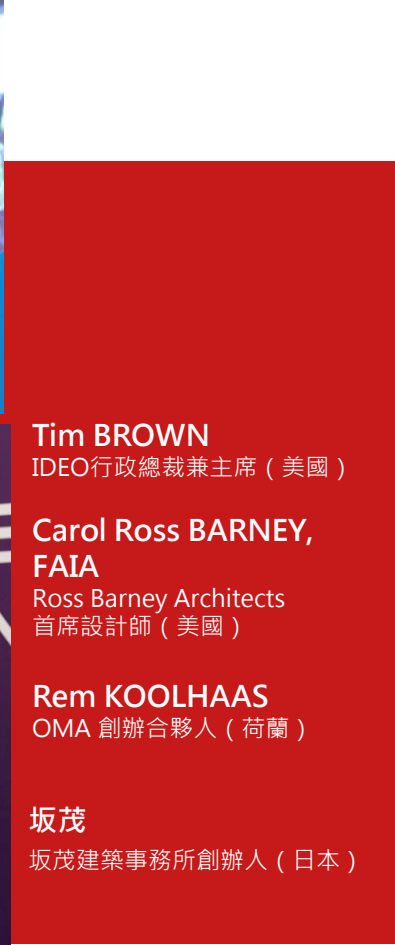 Tim BROWN
IDEO行政總裁兼主席（美國）
Carol Ross BARNEY,
FAIA
Ross Barney Architects
首席設計師（美國）
Rem KOOLHAAS
OMA 創辦合夥人（荷蘭）
坂茂
坂茂建築事務所創辦人（日本）